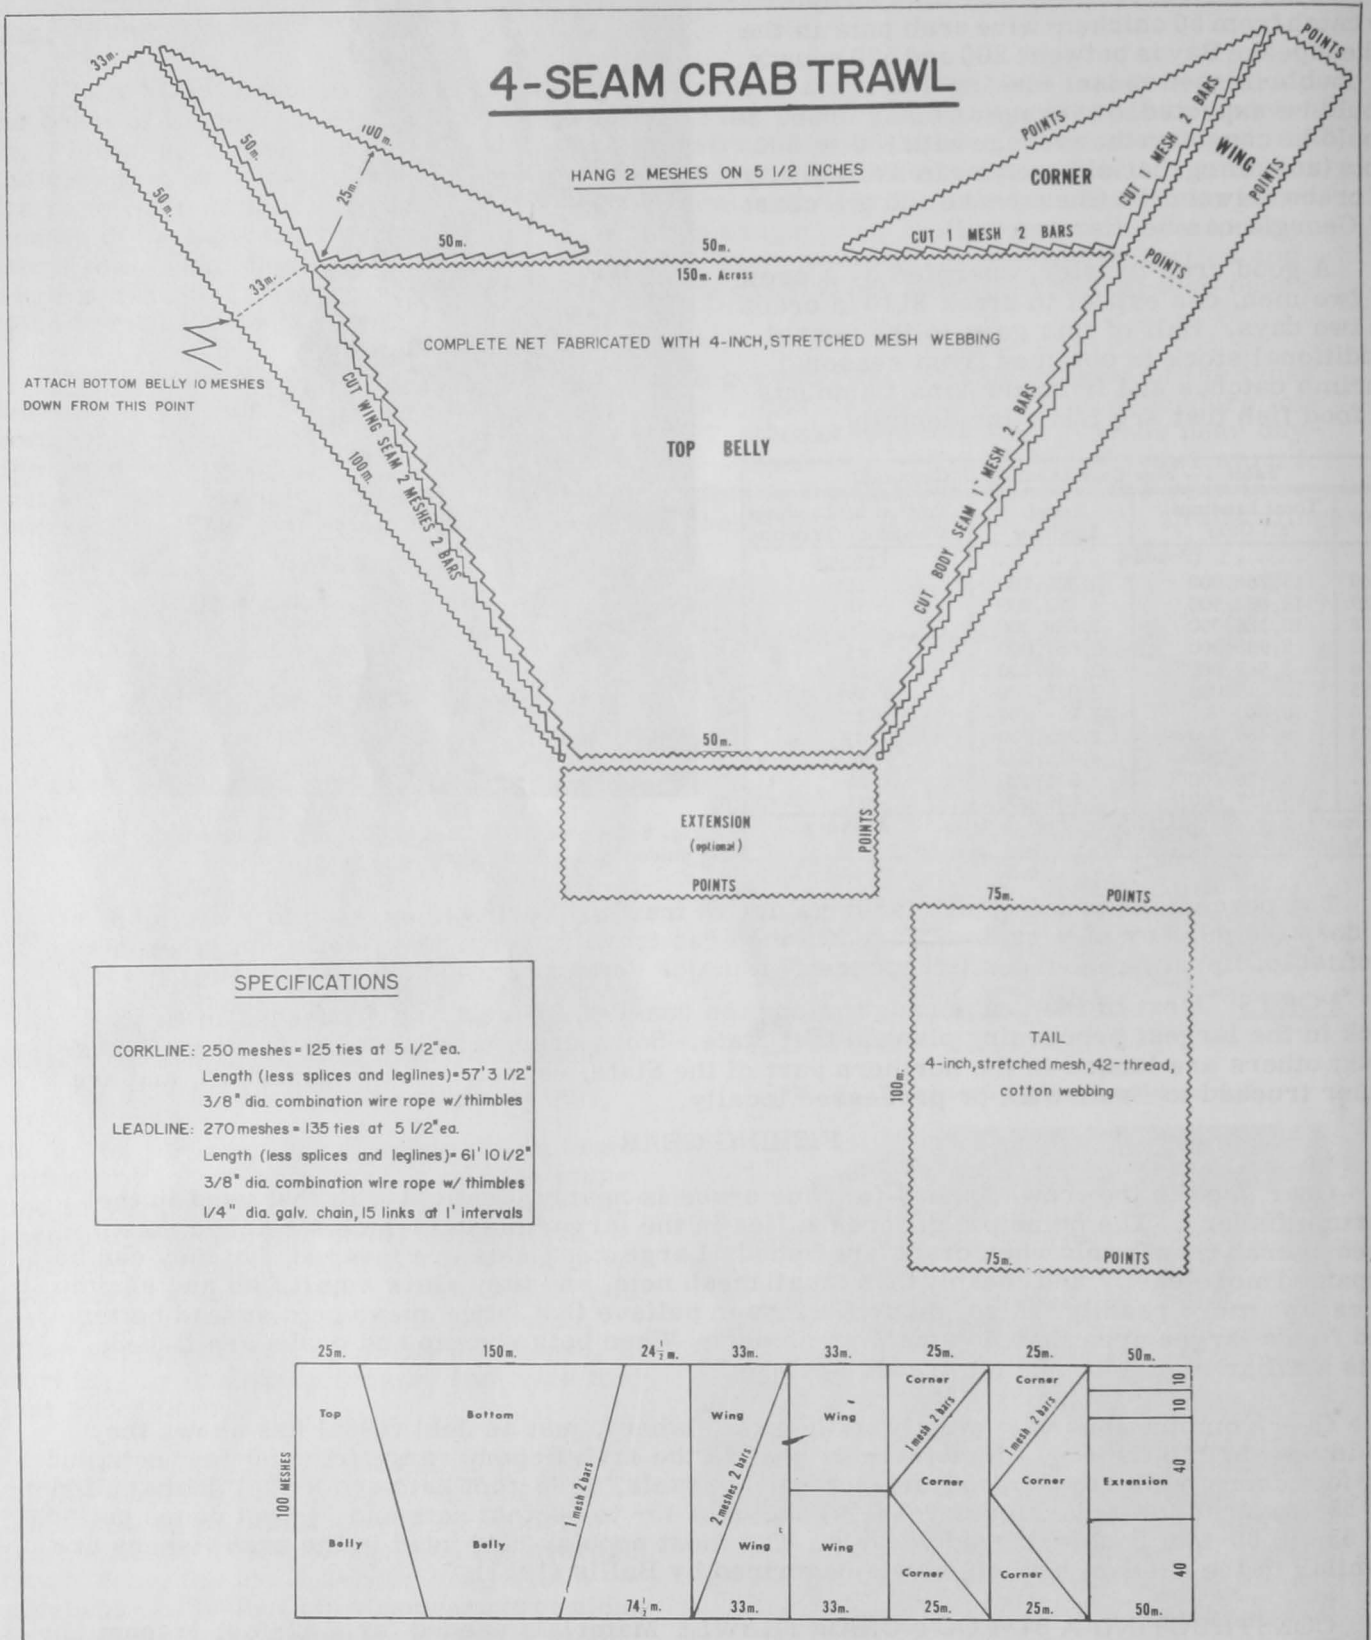 4-SEAM CRAB TRAWL
HANG 2 MESHES ON 5 1/2 INCHES
33m.
50m.
100m.
25m.
50 m.
50m.
50m.
150m. Across
33m.
POINTS
POINTS
CORNER
CUT 1 MESH 2 BARS
CUT 1 MESH 2 BARS
WING
POINTS
POINTS
COMPLETE NET FABRICATED WITH 4-INCH, STRETCHED MESH WEBBING
ATTACH BOTTOM BELLY 10 MESHES
DOWN FROM THIS POINT
CUT WING SEAM 2 MESHES 2 BARS
100m.
TOP BELLY
CUT BODY SEAM 1 MESH 2 BARS
50m.
EXTENSION
(optional)
POINTS
POINTS
75m. POINTS
100m.
TAIL
4-inch, stretched mesh, 42-thread,
cotton webbing
75m. POINTS
SPECIFICATIONS
CORKLINE: 250 meshes = 125 ties at 5 1/2" ea.
Length (less splices and leglines)= 57' 3 1/2"
3/8" dia. combination wire rope w/thimbles
LEADLINE: 270 meshes = 135 ties at 5 1/2" ea.
Length (less splices and leglines)= 61' 10 1/2"
3/8" dia. combination wire rope w/ thimbles
1/4" dia. galv. chain, 15 links at 1' intervals
25m. 150m. 24 1/2 m. 33m. 33m. 25m. 25m. 50m.
100 MESHES
Top Bottom Wing Wing Corner Corner 10
10
1 mesh 2 bars
2 meshes 2 bars
1 mesh 2 bars
1 mesh 2 bars
Corner Corner Extension 40
Belly Belly Wing Wing Corner Corner 40
74 1/2 m. 33m. 33m. 25m. 25m. 50m.